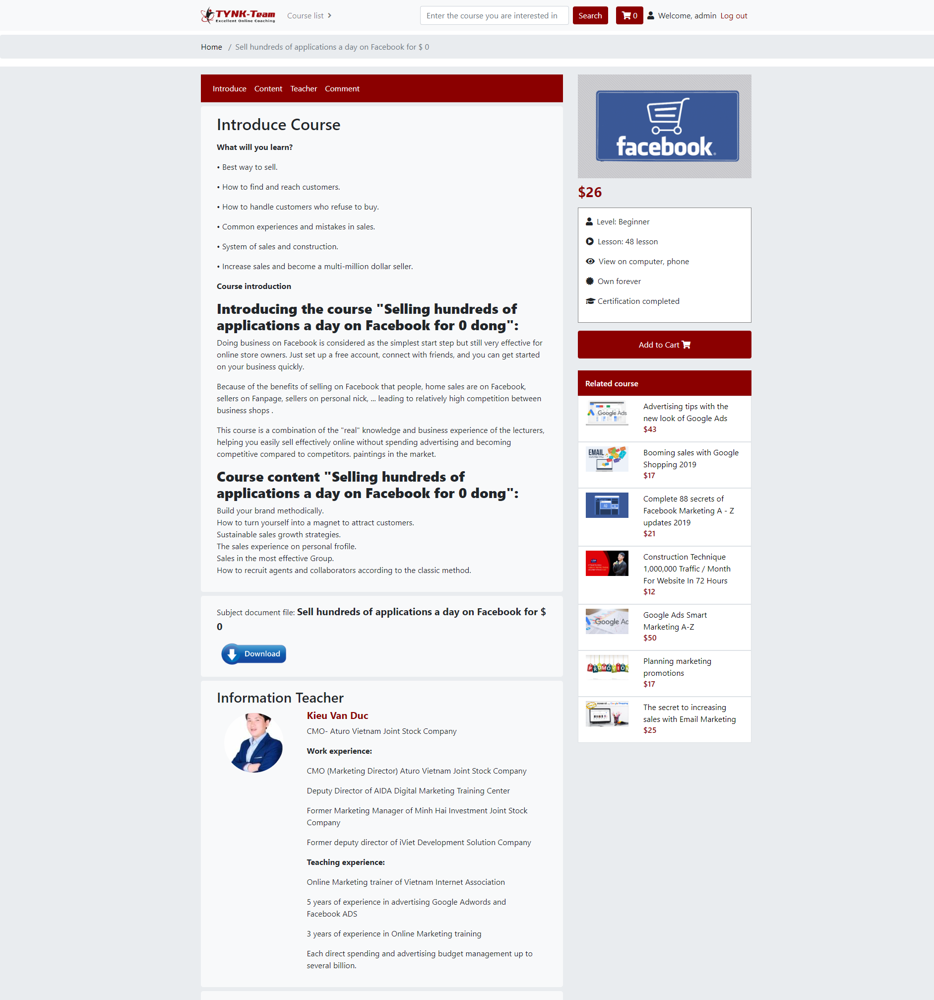 TYNK-Team
Excellent Online Coaching
Course list
Enter the course you are interested in
Search
0
Welcome, admin
Log out
Home / Sell hundreds of applications a day on Facebook for $ 0
Introduce Content Teacher Comment
Introduce Course
What will you learn?
• Best way to sell.
• How to find and reach customers.
• How to handle customers who refuse to buy.
• Common experiences and mistakes in sales.
• System of sales and construction.
• Increase sales and become a multi-million dollar seller.
Course introduction
Introducing the course "Selling hundreds of
applications a day on Facebook for 0 dong":
Doing business on Facebook is considered as the simplest start step but still very effective for
online store owners. Just set up a free account, connect with friends, and you can get started
on your business quickly.
Because of the benefits of selling on Facebook that people, home sales are on Facebook,
sellers on Fanpage, sellers on personal nick, ... leading to relatively high competition between
business shops .
This course is a combination of the "real" knowledge and business experience of the lecturers,
helping you easily sell effectively online without spending advertising and becoming
competitive compared to competitors. paintings in the market.
Course content "Selling hundreds of
applications a day on Facebook for 0 dong":
Build your brand methodically.
How to turn yourself into a magnet to attract customers.
Sustainable sales growth strategies.
The sales experience on personal frofile.
Sales in the most effective Group.
How to recruit agents and collaborators according to the classic method.
Subject document file: Sell hundreds of applications a day on Facebook for $
0
Download
Information Teacher
Kieu Van Duc
CMO- Aturo Vietnam Joint Stock Company
Work experience:
CMO (Marketing Director) Aturo Vietnam Joint Stock Company
Deputy Director of AIDA Digital Marketing Training Center
Former Marketing Manager of Minh Hai Investment Joint Stock
Company
Former deputy director of iViet Development Solution Company
Teaching experience:
Online Marketing trainer of Vietnam Internet Association
5 years of experience in advertising Google Adwords and
Facebook ADS
3 years of experience in Online Marketing training
Each direct spending and advertising budget management up to
several billion.
facebook
$26
Level: Beginner
Lesson: 48 lesson
View on computer, phone
Own forever
Certification completed
Add to Cart
Related course
Google Ads
Advertising tips with the
new look of Google Ads
$43
EMAIL
MARKETING
Booming sales with Google
Shopping 2019
$17
AD
Complete 88 secrets of
Facebook Marketing A - Z
updates 2019
$21
Construction Technique
1,000,000 Traffic / Month
For Website In 72 Hours
$12
Google Ad
Google Ads Smart
Marketing A-Z
$50
PROMOTION
Planning marketing
promotions
$17
Google Shopping
The secret to increasing
sales with Email Marketing
$25